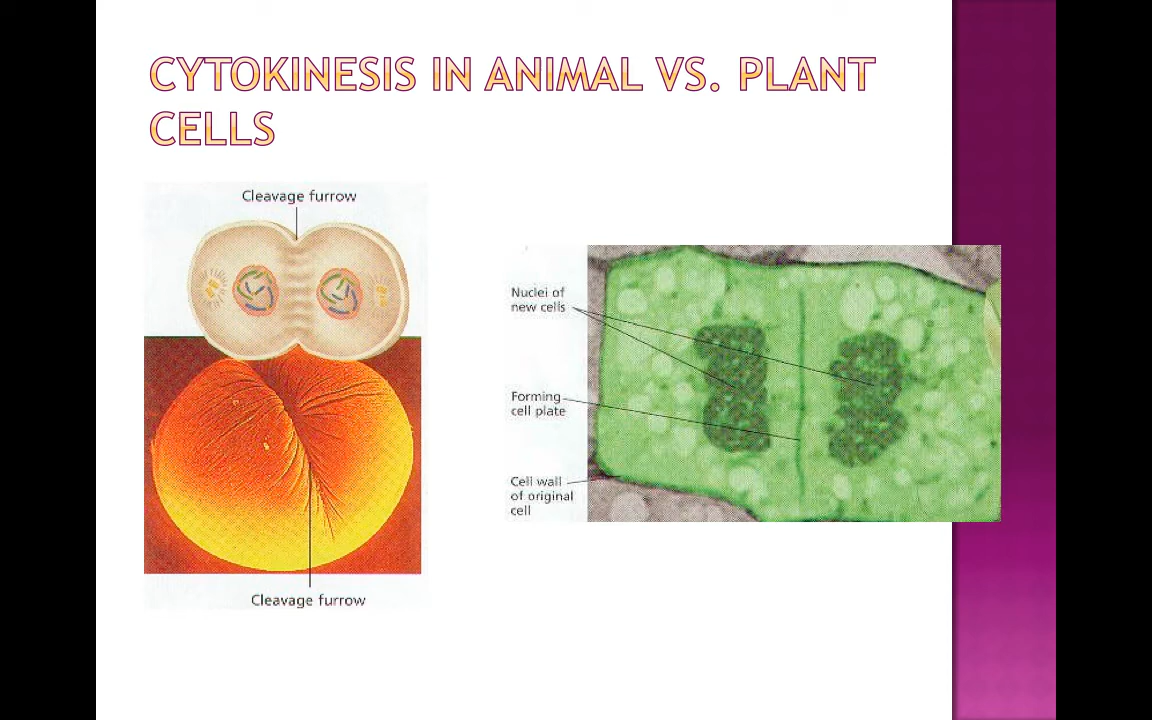 CYTOKINESIS IN ANIMAL VS. PLANT
CELLS
Cleavage furrow
Cleavage furrow
Nuclei of
new cells
Forming
cell plate
Cell wall
of original
cell